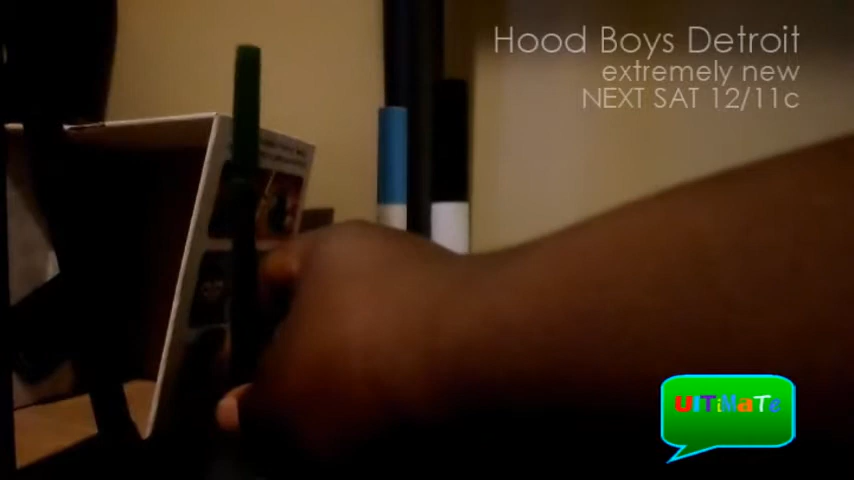 Hood Boys Detroit
extremely new
NEXT SAT 12/11c
UlTiMaTe